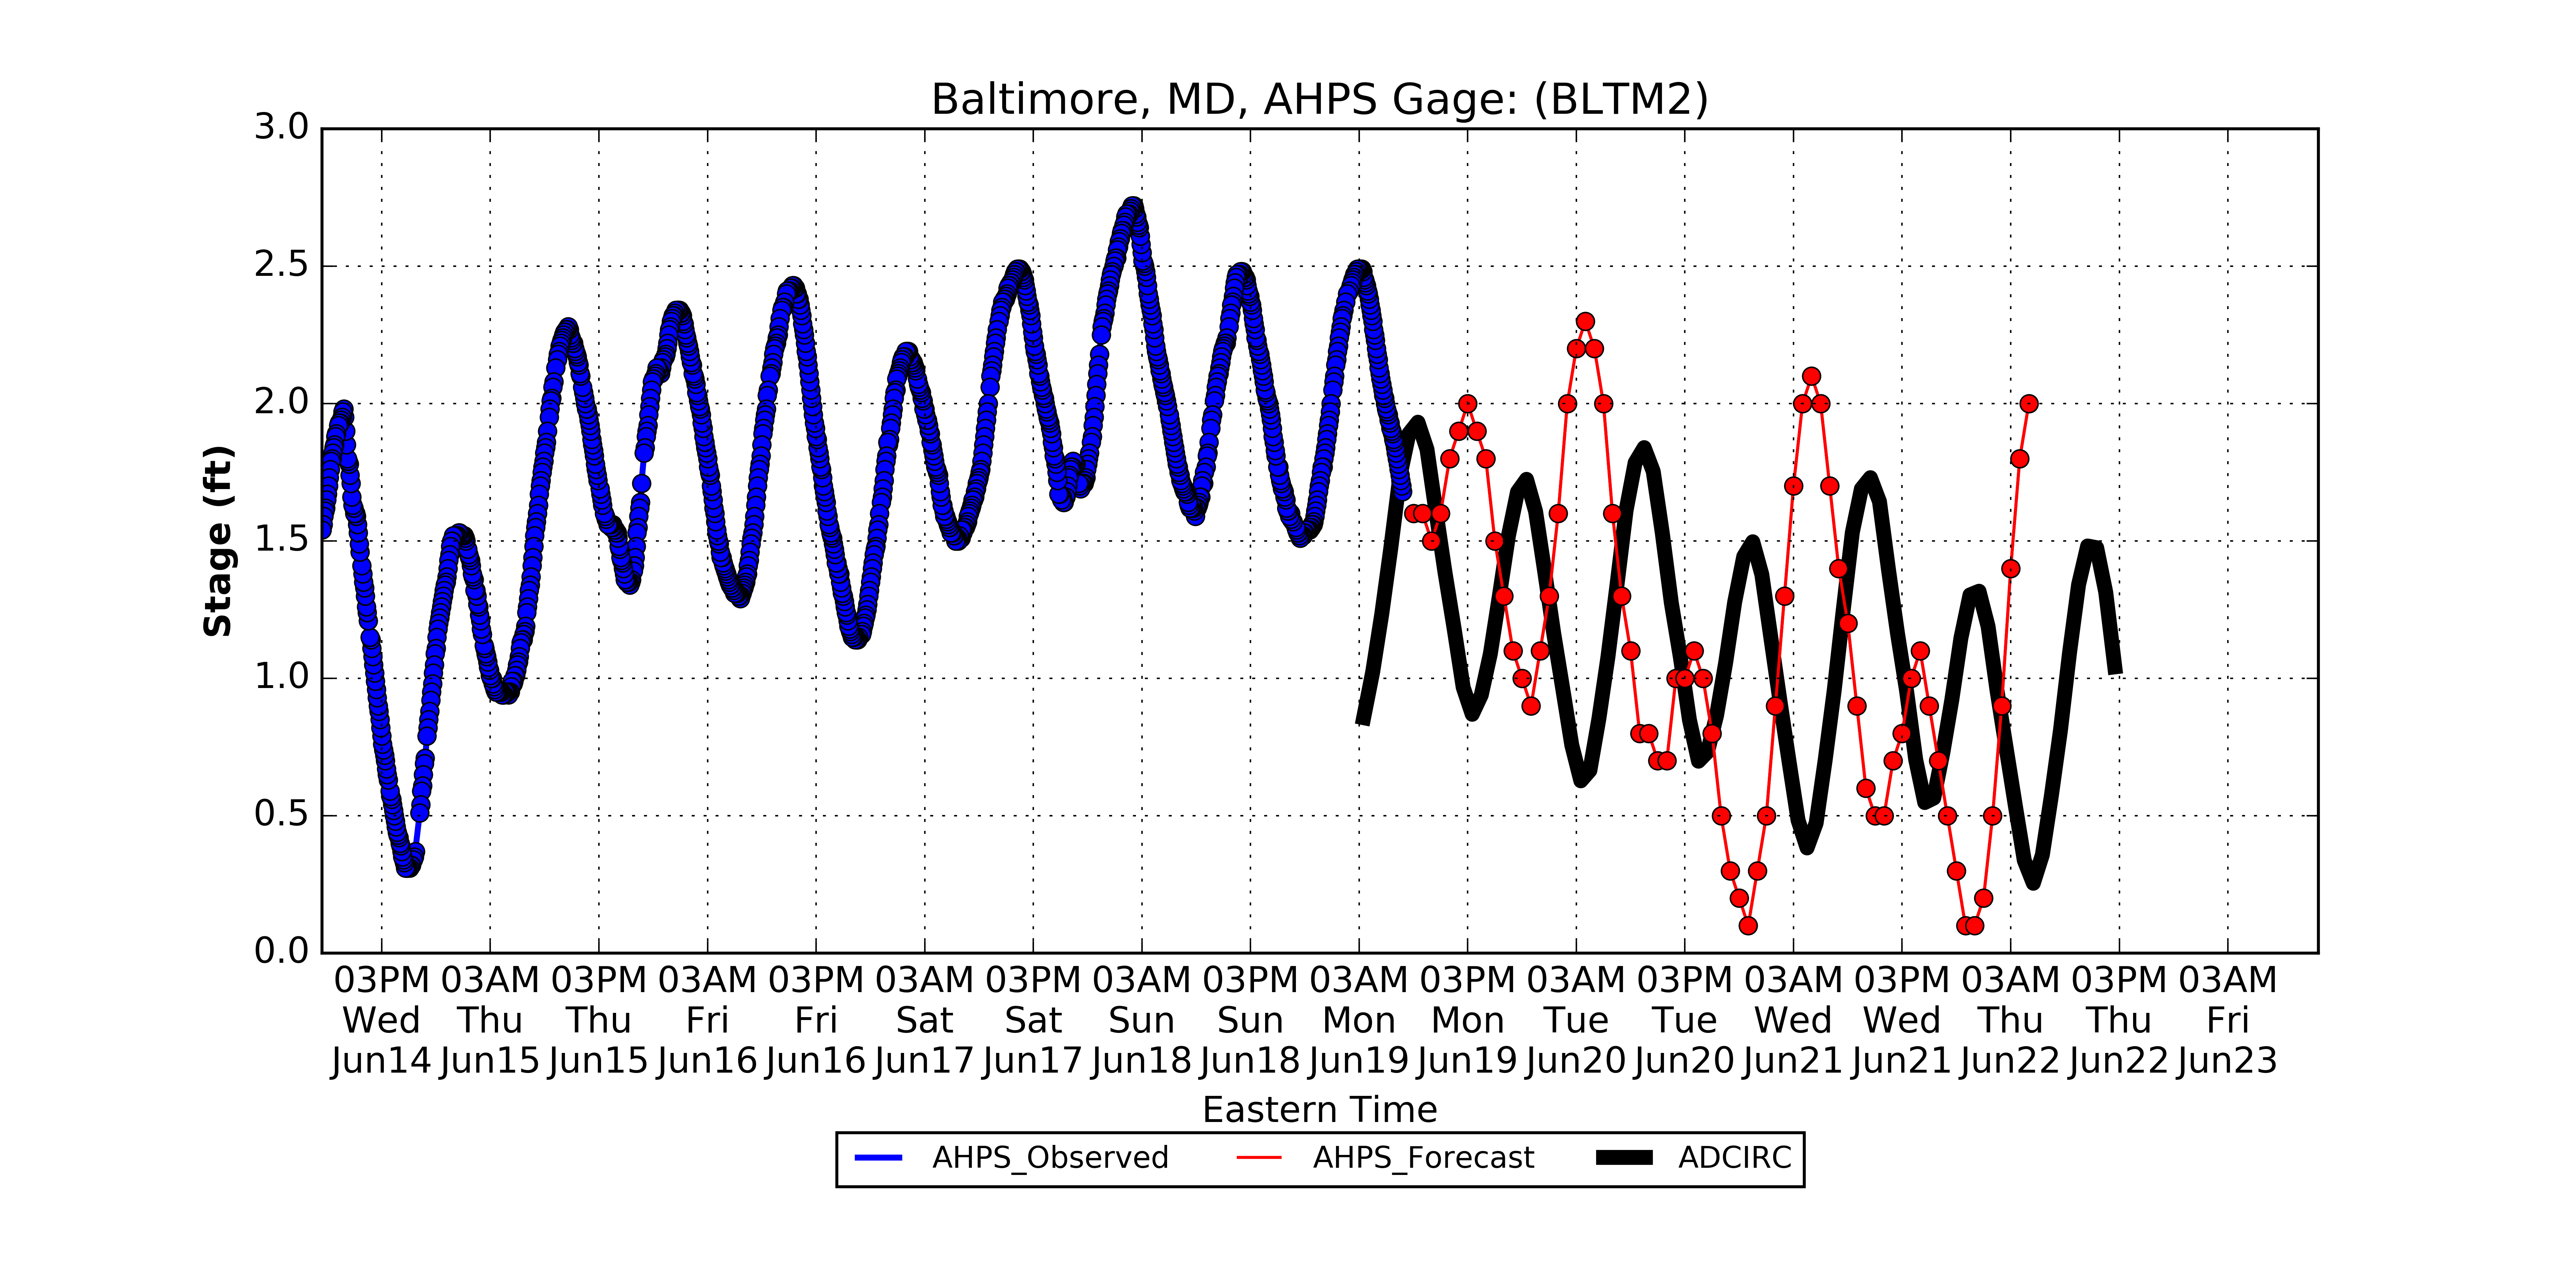 Baltimore, MD, AHPS Gage: (BLTM2)
3.0
2.5
2.0
1.5
1.0
0.5
0.0
Stage (ft)
03PM 03AM 03PM 03AM 03PM 03AM 03PM 03AM 03PM 03AM 03PM 03AM 03PM 03AM 03PM 03AM 03PM 03AM
Wed Thu Thu Fri Fri Sat Sat Sun Sun Mon Mon Tue Tue Wed Wed Thu Thu Fri
Jun14 Jun15 Jun15 Jun16 Jun16 Jun17 Jun17 Jun18 Jun18 Jun19 Jun19 Jun20 Jun20 Jun21 Jun21 Jun22 Jun22 Jun23
Eastern Time
AHPS_Observed AHPS_Forecast ADCIRC